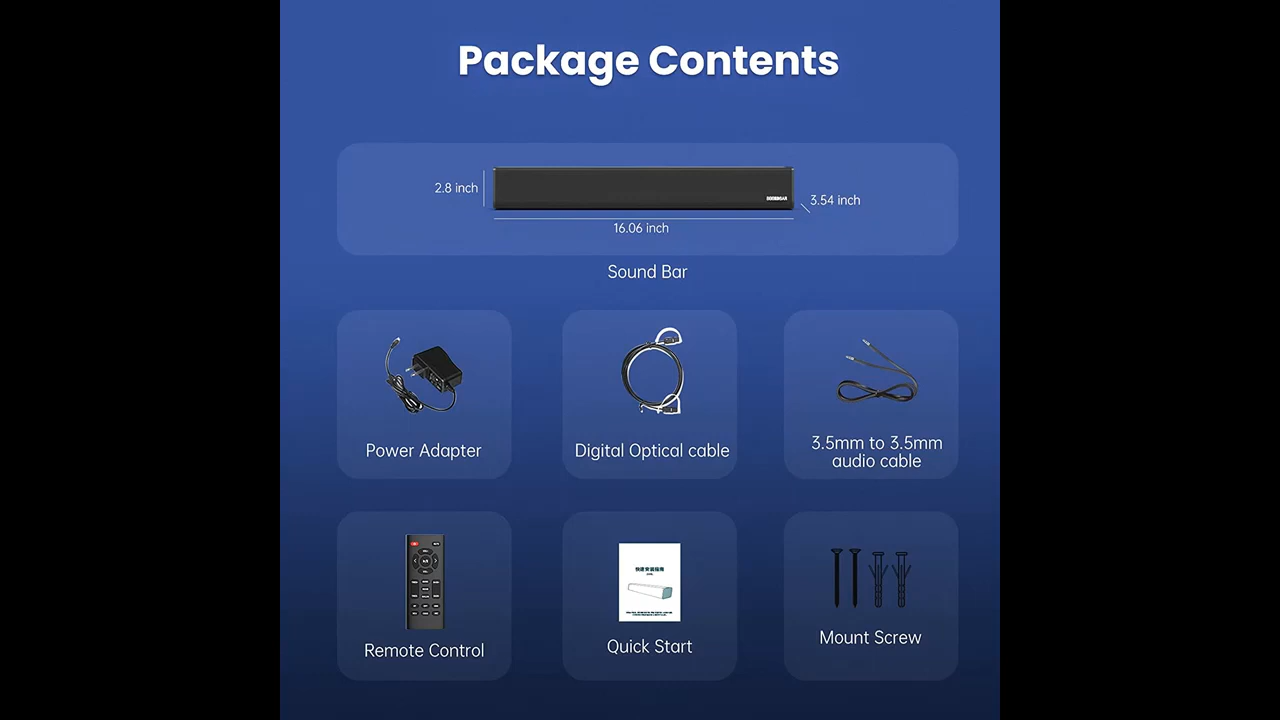 Package Contents
2.8 inch
3.54 inch
16.06 inch
Sound Bar
Power Adapter
Digital Optical cable
3.5mm to 3.5mm
audio cable
Remote Control
Quick Start
Mount Screw